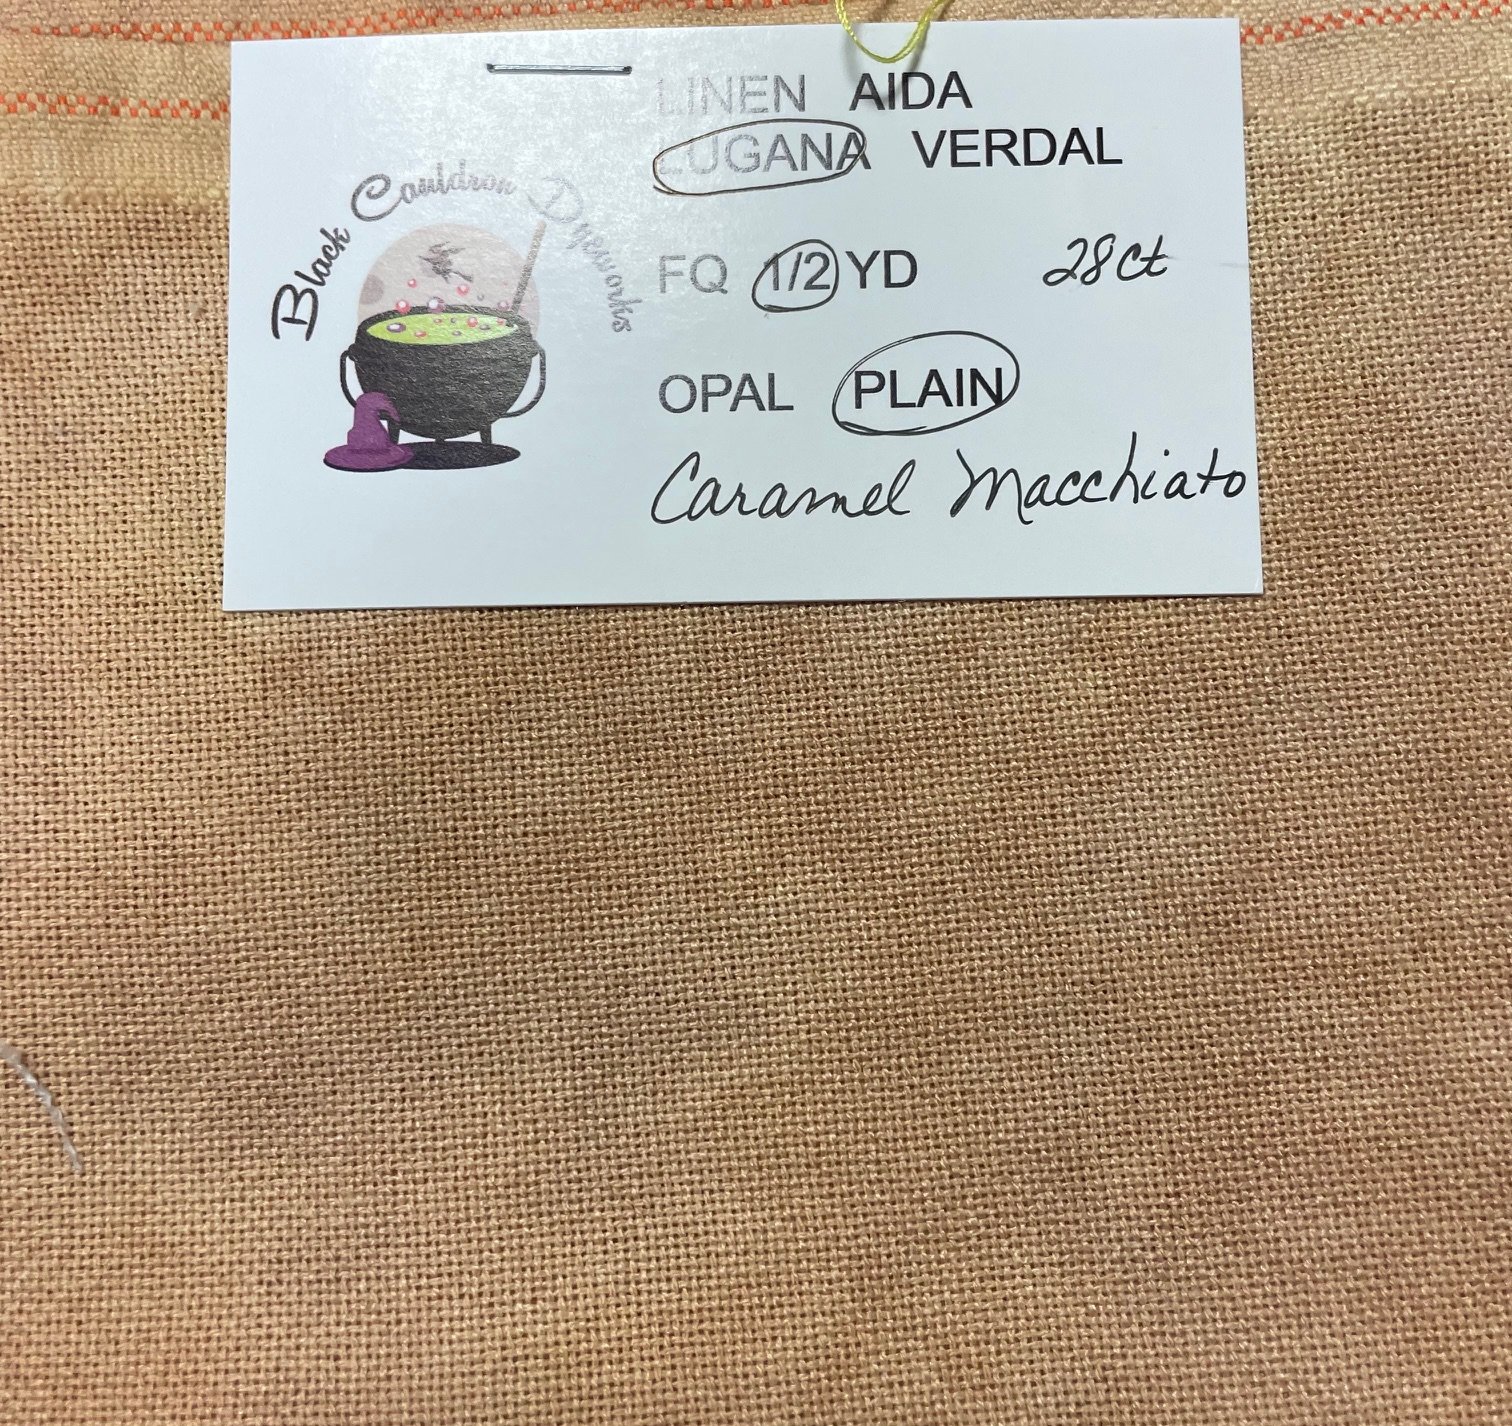 Black Cauldron Dyeworks
LINEN AIDA
LUGANA VERDAL
FQ 1/2 YD 28ct
OPAL PLAIN
Caramel Macchiato